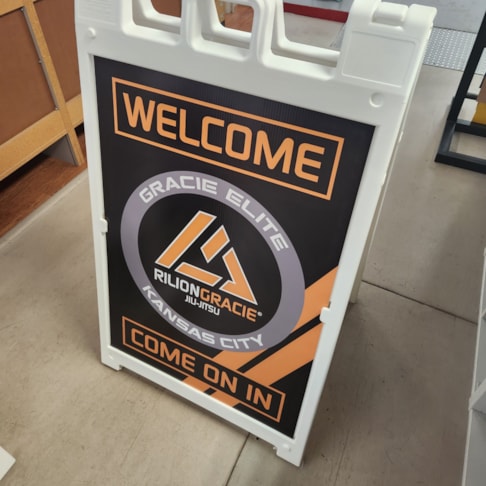 WELCOME
GRACIE ELITE
RILIONGRACIE®
JIU-JITSU
KANSAS CITY
COME ON IN